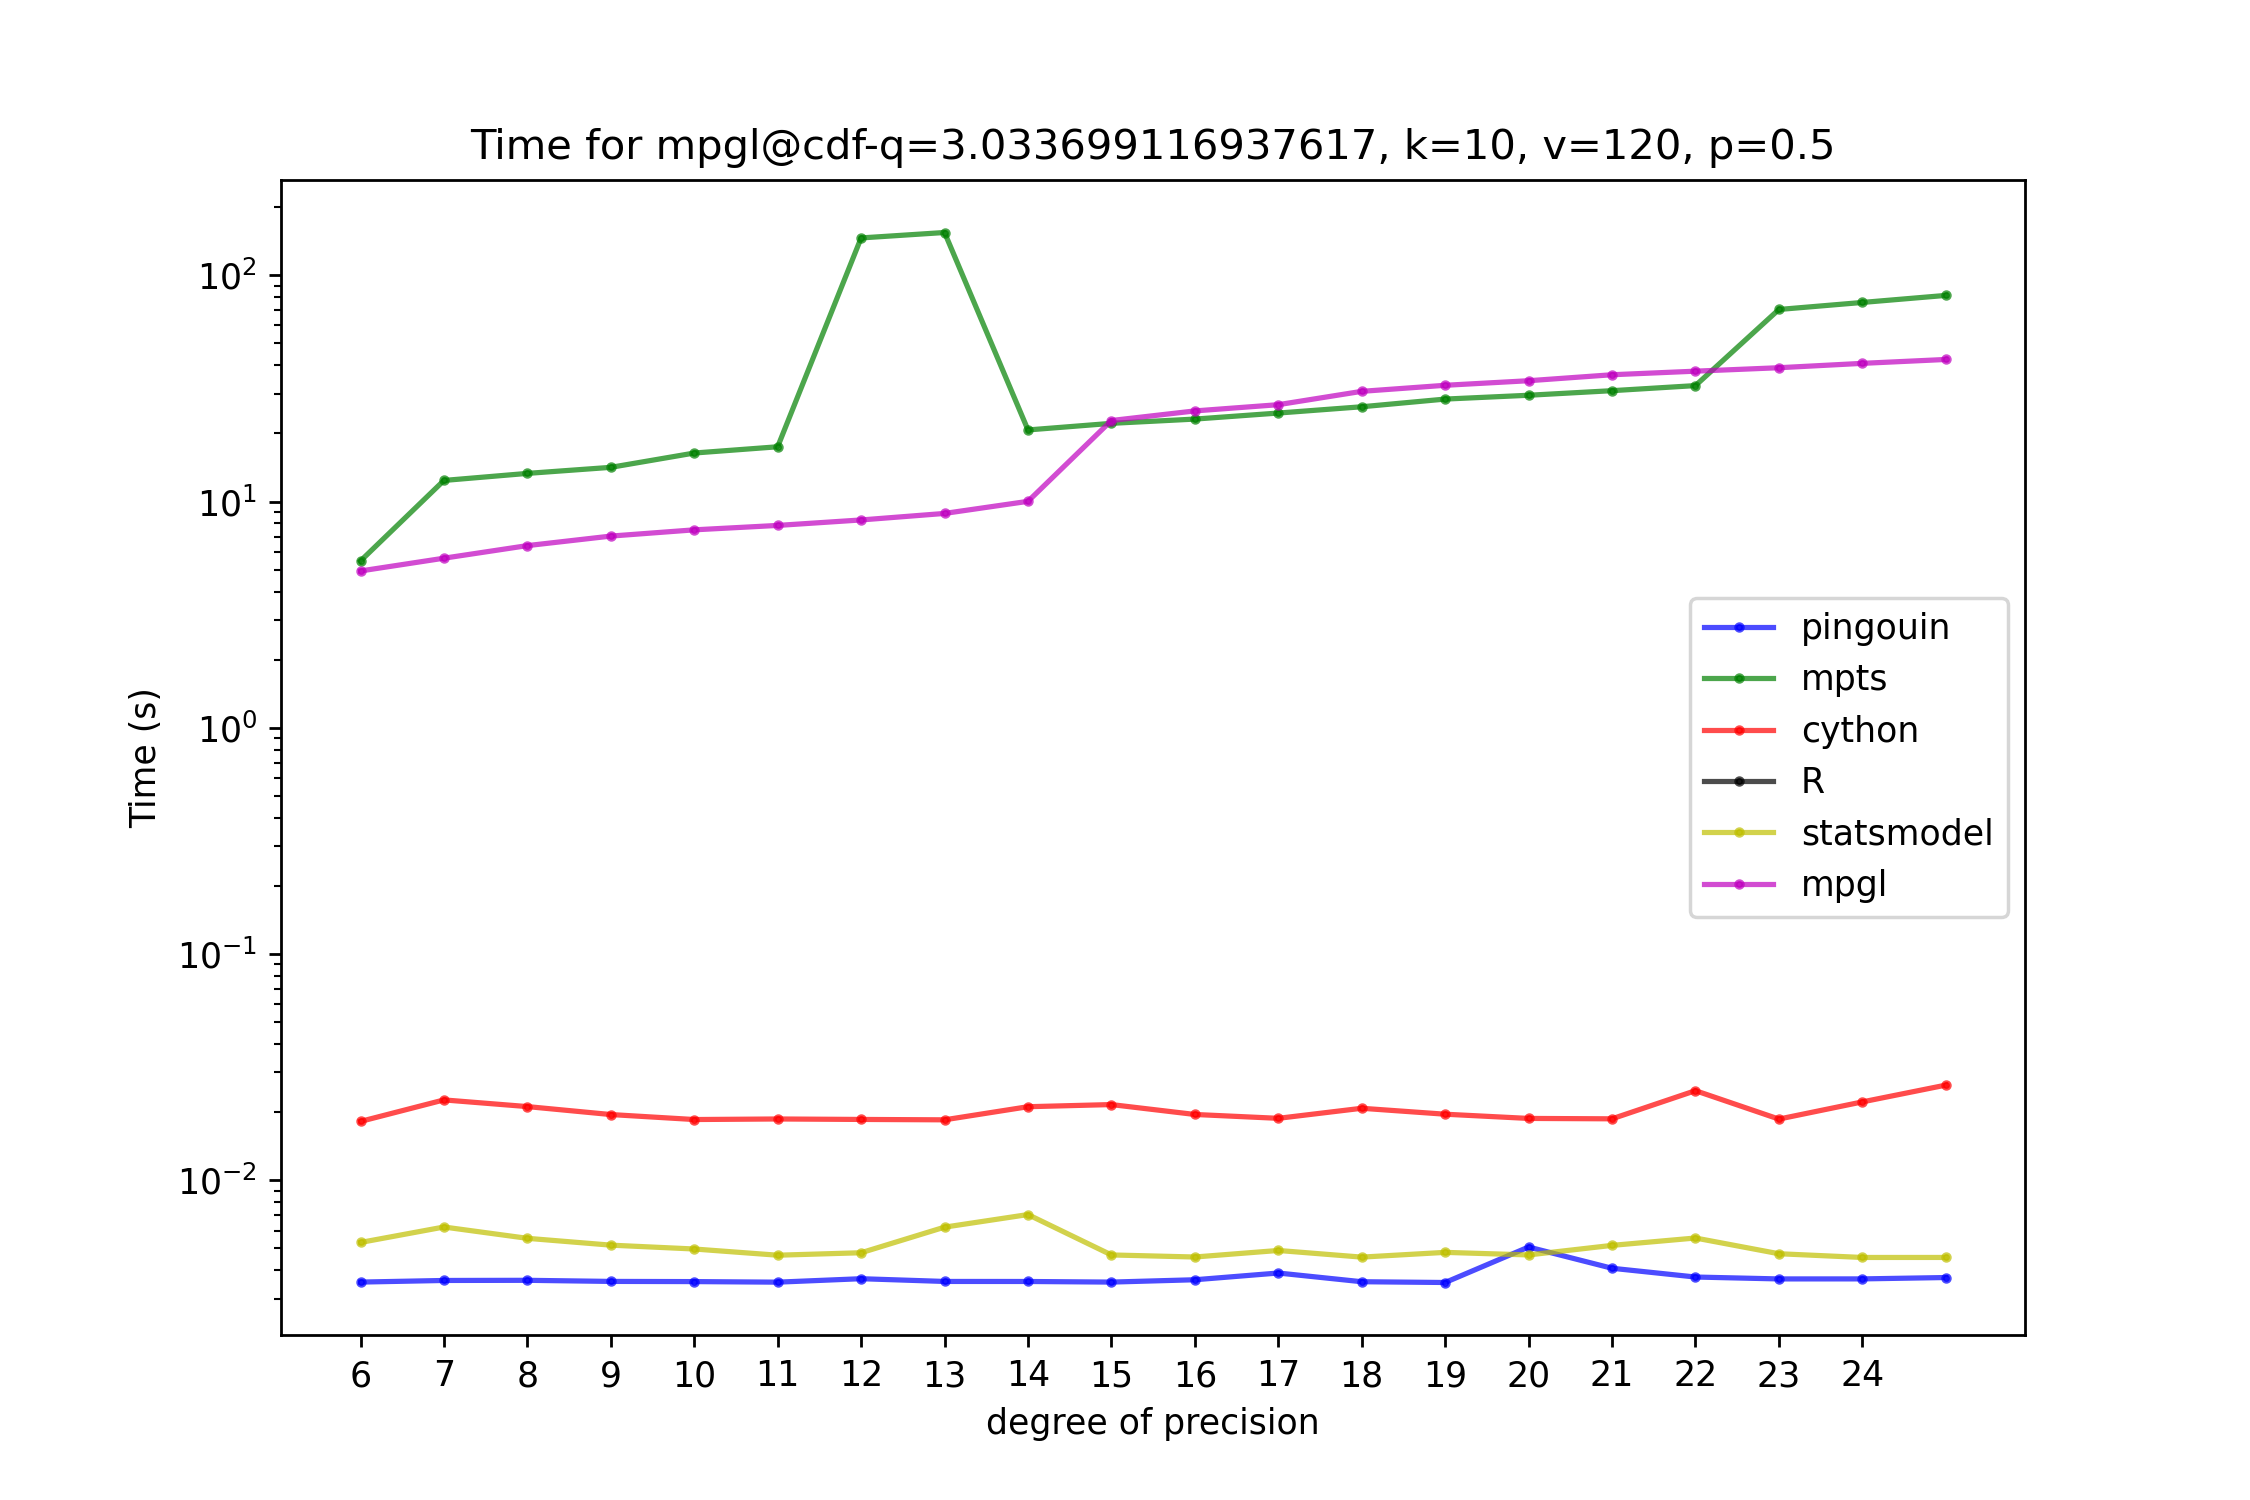 Time for mpgl@cdf-q=3.033699116937617, k=10, v=120, p=0.5
Time (s)
10²
10¹
10⁰
10⁻¹
10⁻²
pingouin
mpts
cython
R
statsmodel
mpgl
6 7 8 9 10 11 12 13 14 15 16 17 18 19 20 21 22 23 24
degree of precision